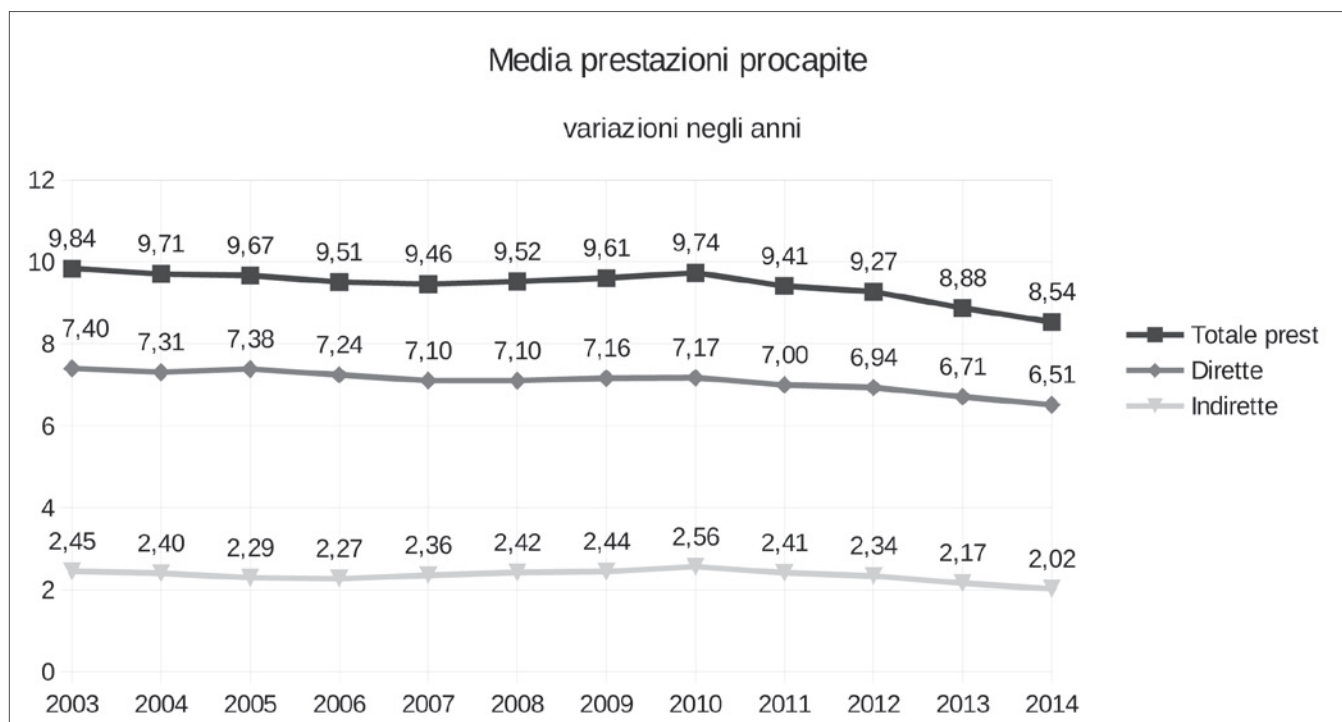 Media prestazioni procapite
variazioni negli anni
12
10
8
6
4
2
0
9,84 9,71 9,67 9,51 9,46 9,52 9,61 9,74 9,41 9,27 8,88 8,54
7,40 7,31 7,38 7,24 7,10 7,10 7,16 7,17 7,00 6,94 6,71 6,51
2,45 2,40 2,29 2,27 2,36 2,42 2,44 2,56 2,41 2,34 2,17 2,02
2003 2004 2005 2006 2007 2008 2009 2010 2011 2012 2013 2014
Totale prest
Dirette
Indirette